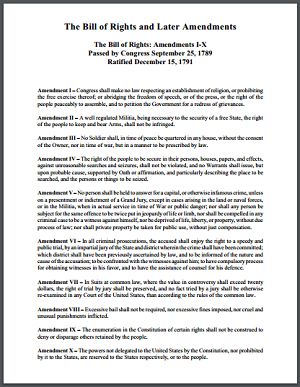 The Bill of Rights and Later Amendments
The Bill of Rights: Amendments I-X
Passed by Congress September 25, 1789
Ratified December 15, 1791
Amendment I – Congress shall make no law respecting an establishment of religion, or prohibiting
the free exercise thereof; or abridging the freedom of speech, or of the press, or the right of the
people peaceably to assemble, and to petition the Government for a redress of grievances.
Amendment II – A well regulated Militia, being necessary to the security of a free State, the right
of the people to keep and bear Arms, shall not be infringed.
Amendment III – No Soldier shall, in time of peace be quartered in any house, without the consent
of the Owner, nor in time of war, but in a manner to be prescribed by law.
Amendment IV – The right of the people to be secure in their persons, houses, papers, and effects,
against unreasonable searches and seizures, shall not be violated, and no Warrants shall issue, but
upon probable cause, supported by Oath or affirmation, and particularly describing the place to be
searched, and the persons or things to be seized.
Amendment V – No person shall be held to answer for a capital, or otherwise infamous crime, unless
on a presentment or indictment of a Grand Jury, except in cases arising in the land or naval forces,
or in the Militia, when in actual service in time of War or public danger; nor shall any person be
subject for the same offence to be twice put in jeopardy of life or limb, nor shall be compelled in any
criminal case to be a witness against himself, nor be deprived of life, liberty, or property, without due
process of law; nor shall private property be taken for public use, without just compensation.
Amendment VI – In all criminal prosecutions, the accused shall enjoy the right to a speedy and
public trial, by an impartial jury of the State and district wherein the crime shall have been committed;
which district shall have been previously ascertained by law, and to be informed of the nature and
cause of the accusation; to be confronted with the witnesses against him; to have compulsory process
for obtaining witnesses in his favor, and to have the assistance of counsel for his defence.
Amendment VII – In Suits at common law, where the value in controversy shall exceed twenty
dollars, the right of trial by jury shall be preserved, and no fact tried by a jury shall be otherwise
re-examined in any Court of the United States, than according to the rules of the common law.
Amendment VIII – Excessive bail shall not be required, nor excessive fines imposed, nor cruel and
unusual punishments inflicted.
Amendment IX – The enumeration in the Constitution of certain rights shall not be construed to
deny or disparage others retained by the people.
Amendment X – The powers not delegated to the United States by the Constitution, nor prohibited
by it to the States, are reserved to the States respectively, or to the people.